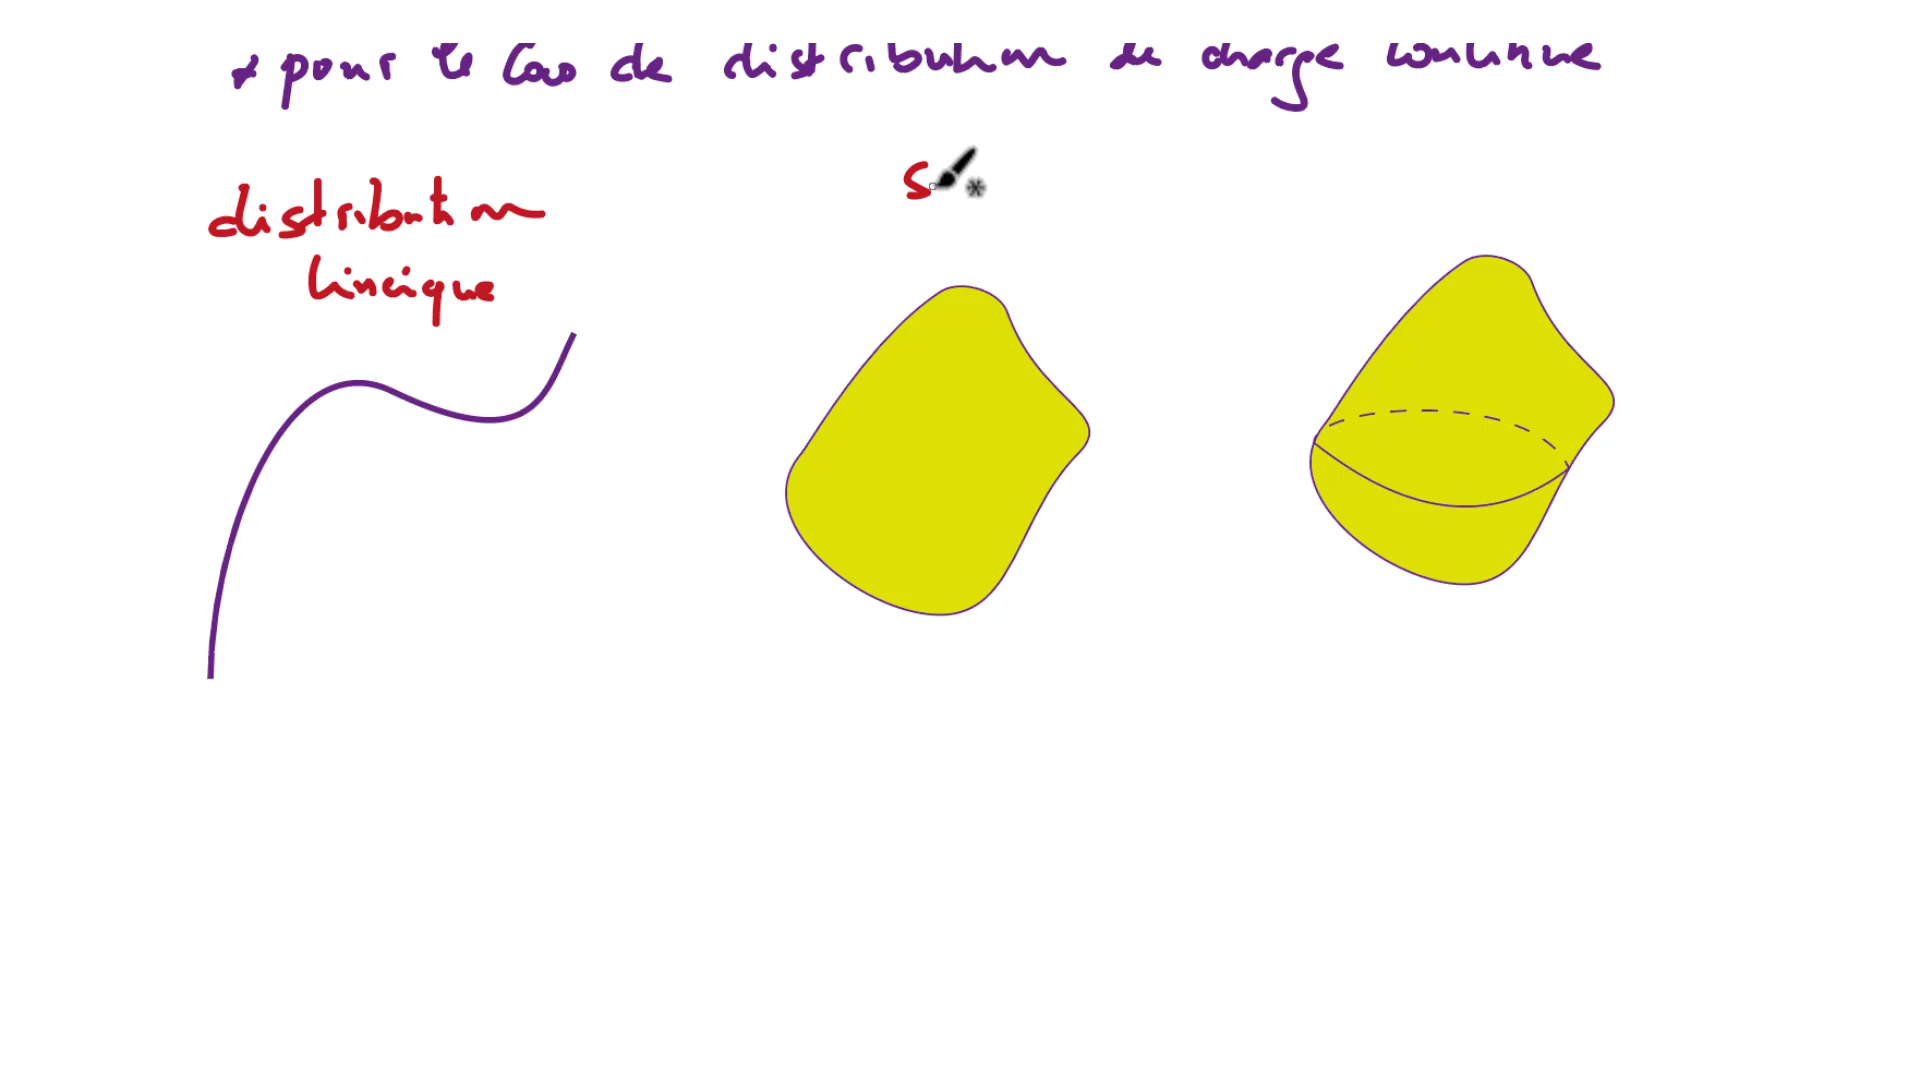 * pour le cas de distribution de charge continue
distribution
linéique
s